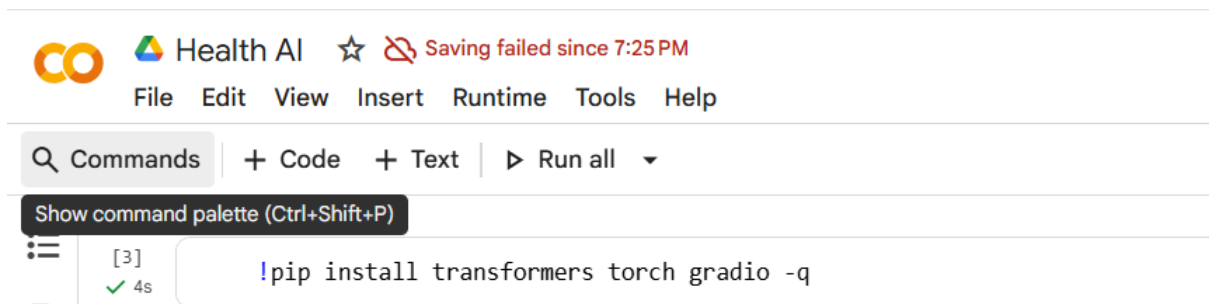 Health AI Saving failed since 7:25 PM
File Edit View Insert Runtime Tools Help
Commands + Code + Text Run all
Show command palette (Ctrl+Shift+P)
[3]
4s
!pip install transformers torch gradio -q